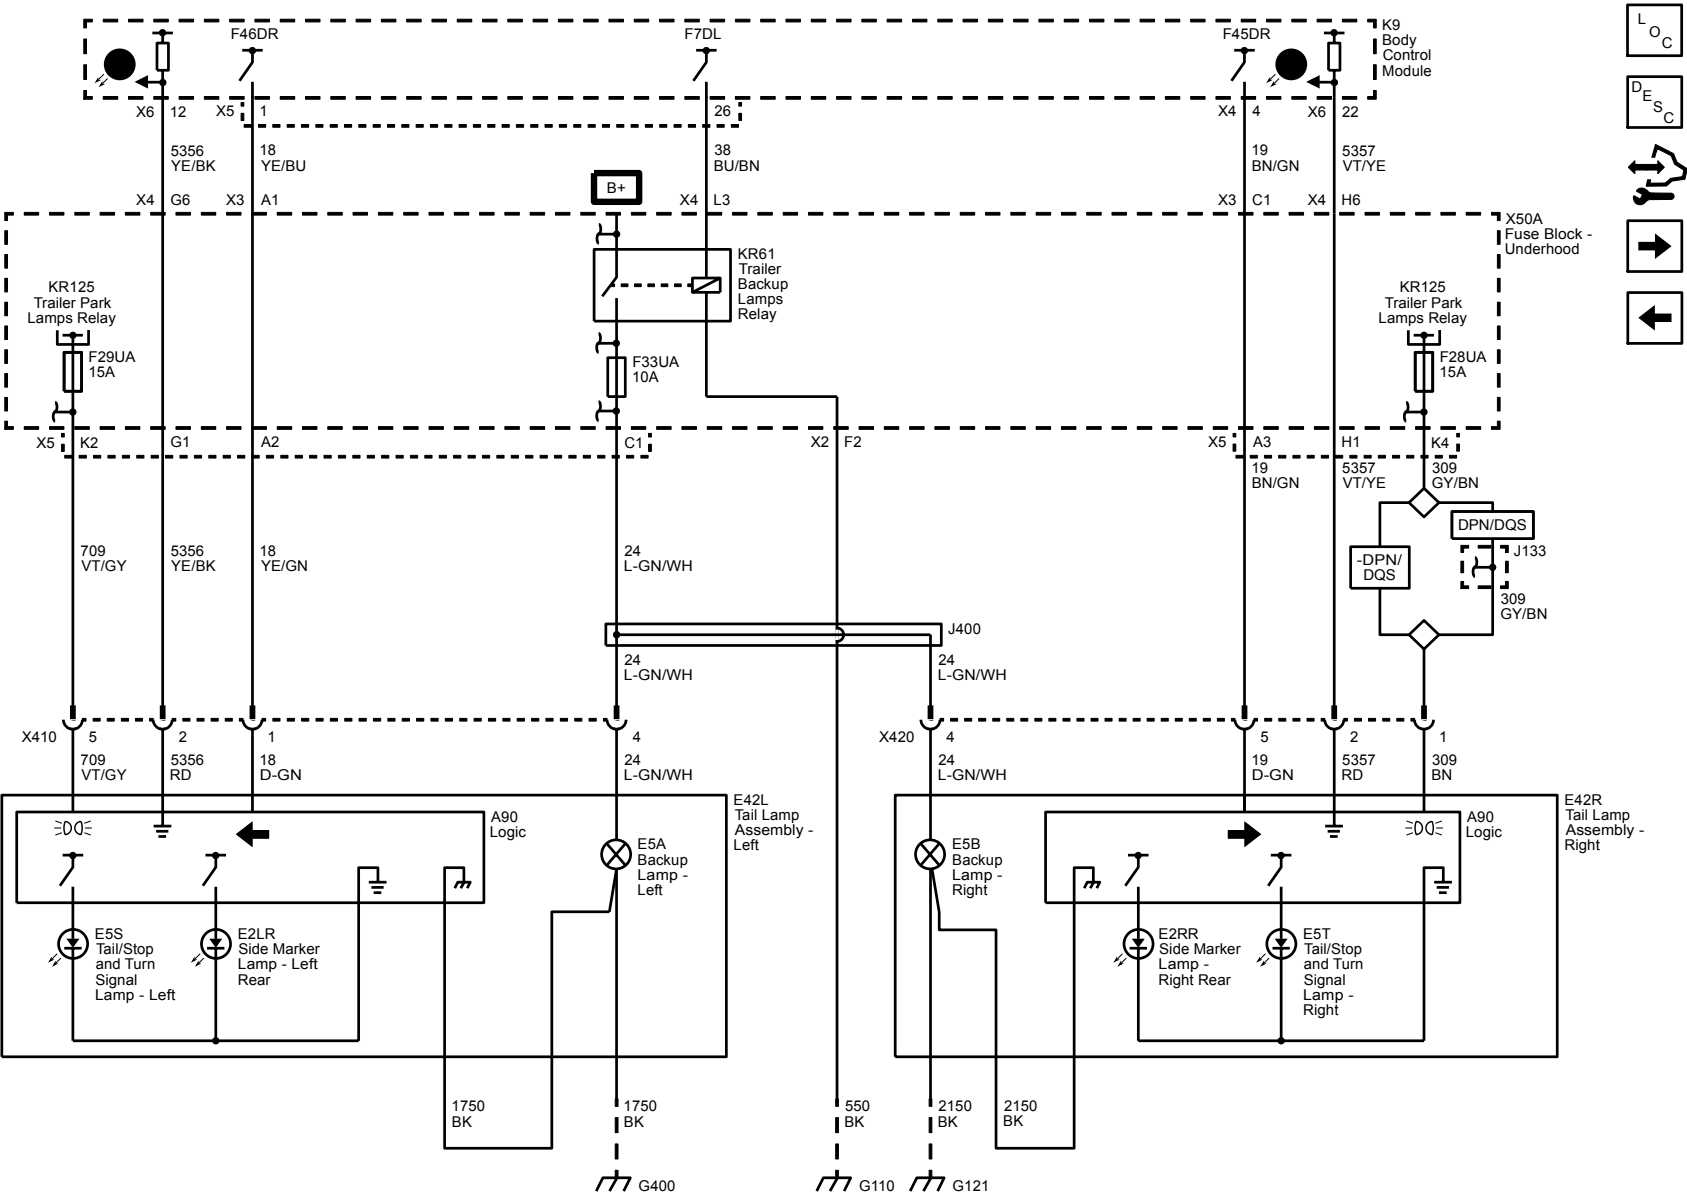 F46DR
F7DL
F45DR
K9
Body
Control
Module
L
O
C
D
E
S
C
X6 12
X5 1
26
X4 4
X6 22
5356
YE/BK
18
YE/BU
38
BU/BN
19
BN/GN
5357
VT/YE
B+
X4 G6
X3 A1
X4 L3
X3 C1
X4 H6
X50A
Fuse Block -
Underhood
KR61
Trailer
Backup
Lamps
Relay
KR125
Trailer Park
Lamps Relay
KR125
Trailer Park
Lamps Relay
F29UA
15A
F33UA
10A
F28UA
15A
X5 K2
G1
A2
C1
X2 F2
X5 A3
H1
K4
19
BN/GN
5357
VT/YE
309
GY/BN
DPN/DQS
-DPN/
DQS
J133
309
GY/BN
709
VT/GY
5356
YE/BK
18
YE/GN
24
L-GN/WH
J400
24
L-GN/WH
24
L-GN/WH
X410 5
2
1
4
X420 4
5
2
1
709
VT/GY
5356
RD
18
D-GN
24
L-GN/WH
24
L-GN/WH
19
D-GN
5357
RD
309
BN
E42L
Tail Lamp
Assembly -
Left
E42R
Tail Lamp
Assembly -
Right
A90
Logic
A90
Logic
E5A
Backup
Lamp -
Left
E5B
Backup
Lamp -
Right
E5S
Tail/Stop
and Turn
Signal
Lamp - Left
E2LR
Side Marker
Lamp - Left
Rear
E2RR
Side Marker
Lamp -
Right Rear
E5T
Tail/Stop
and Turn
Signal
Lamp -
Right
1750
BK
1750
BK
550
BK
2150
BK
2150
BK
G400
G110
G121